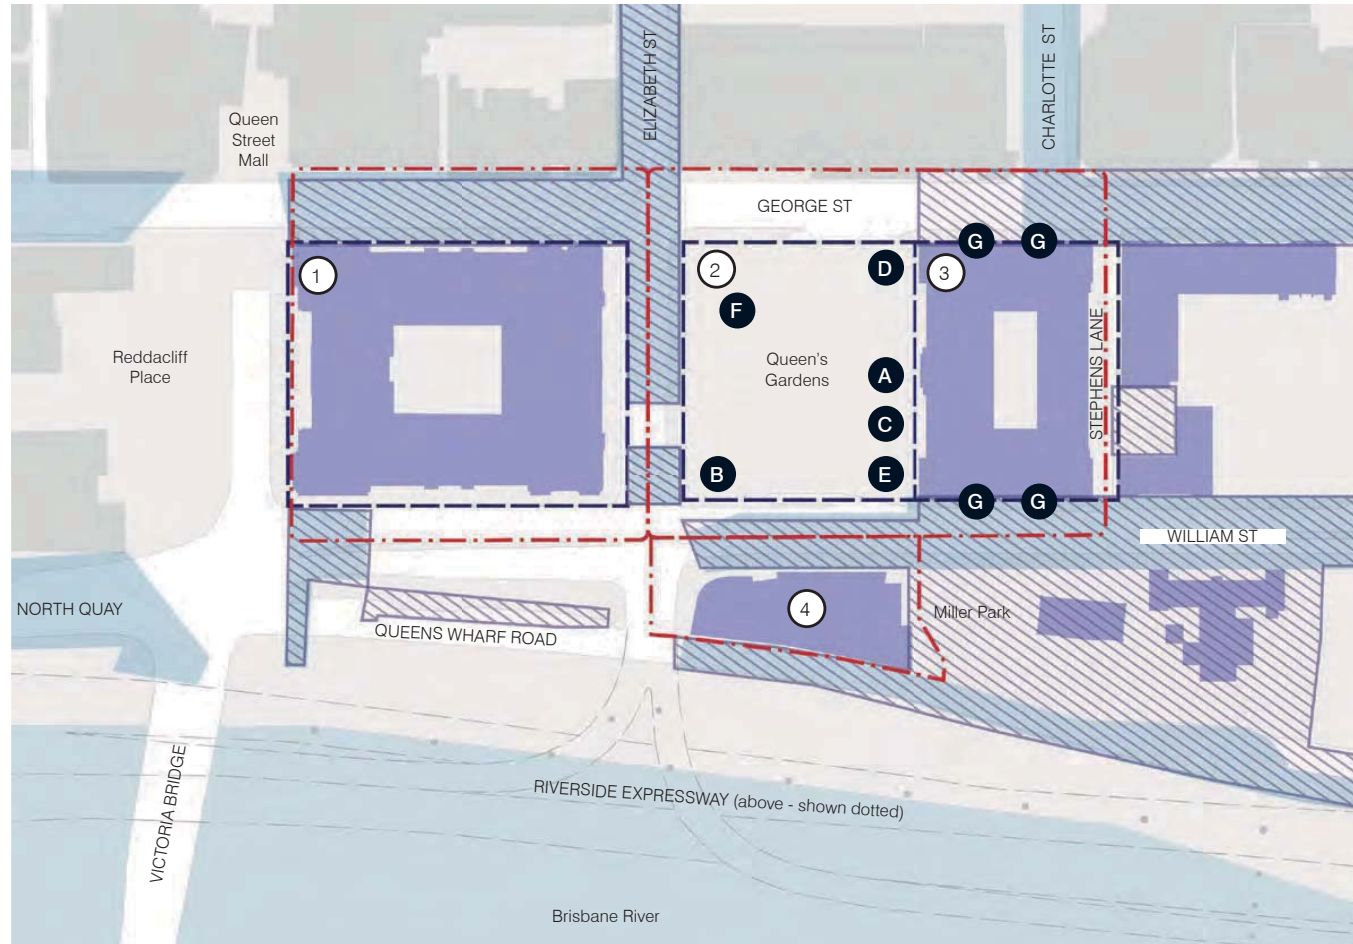 ELIZABETH ST
CHARLOTTE ST
Queen
Street
Mall
GEORGE ST
G G
1
2
D
3
F
Reddacliff
Place
Queen's
Gardens
A
STEPHENS LANE
C
B
E
G G
WILLIAM ST
NORTH QUAY
4
Miller Park
QUEENS WHARF ROAD
VICTORIA BRIDGE
RIVERSIDE EXPRESSWAY (above - shown dotted)
Brisbane River